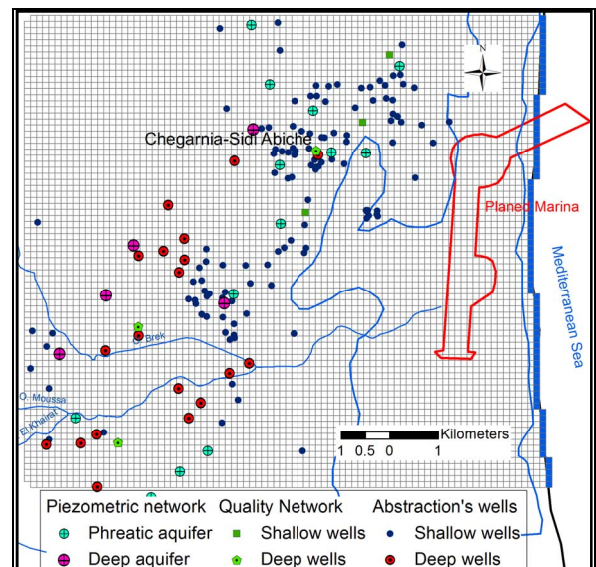 N
Chegarnia-Sidi Abiche
Planed Marina
Mediterranean Sea
Brek
O. Moussa
El Khairat
Kilometers
1 0.5 0 1
Piezometric network Quality Network Abstraction's wells
Phreatic aquifer Shallow wells Shallow wells
Deep aquifer Deep wells Deep wells